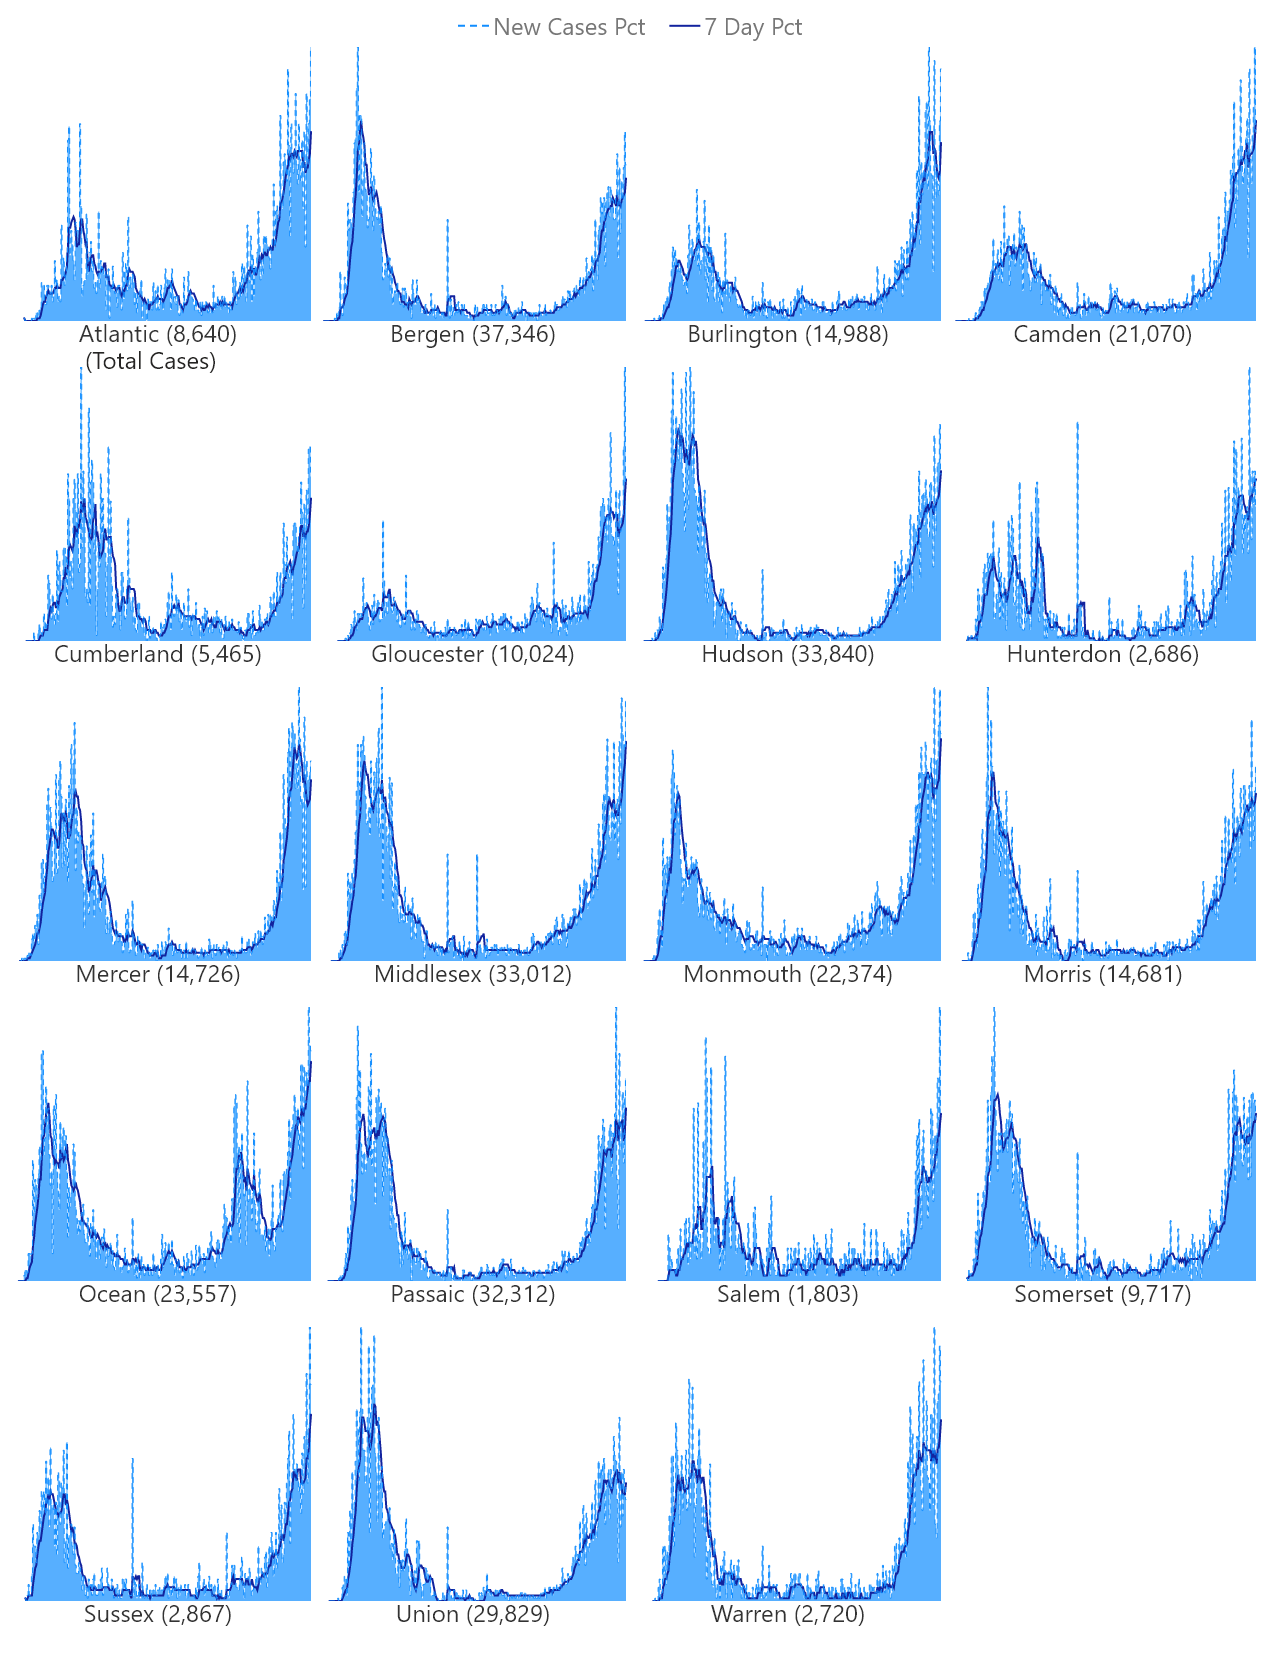 New Cases Pct 7 Day Pct
Atlantic (8,640) Bergen (37,346) Burlington (14,988) Camden (21,070)
(Total Cases)
Cumberland (5,465) Gloucester (10,024) Hudson (33,840) Hunterdon (2,686)
Mercer (14,726) Middlesex (33,012) Monmouth (22,374) Morris (14,681)
Ocean (23,557) Passaic (32,312) Salem (1,803) Somerset (9,717)
Sussex (2,867) Union (29,829) Warren (2,720)